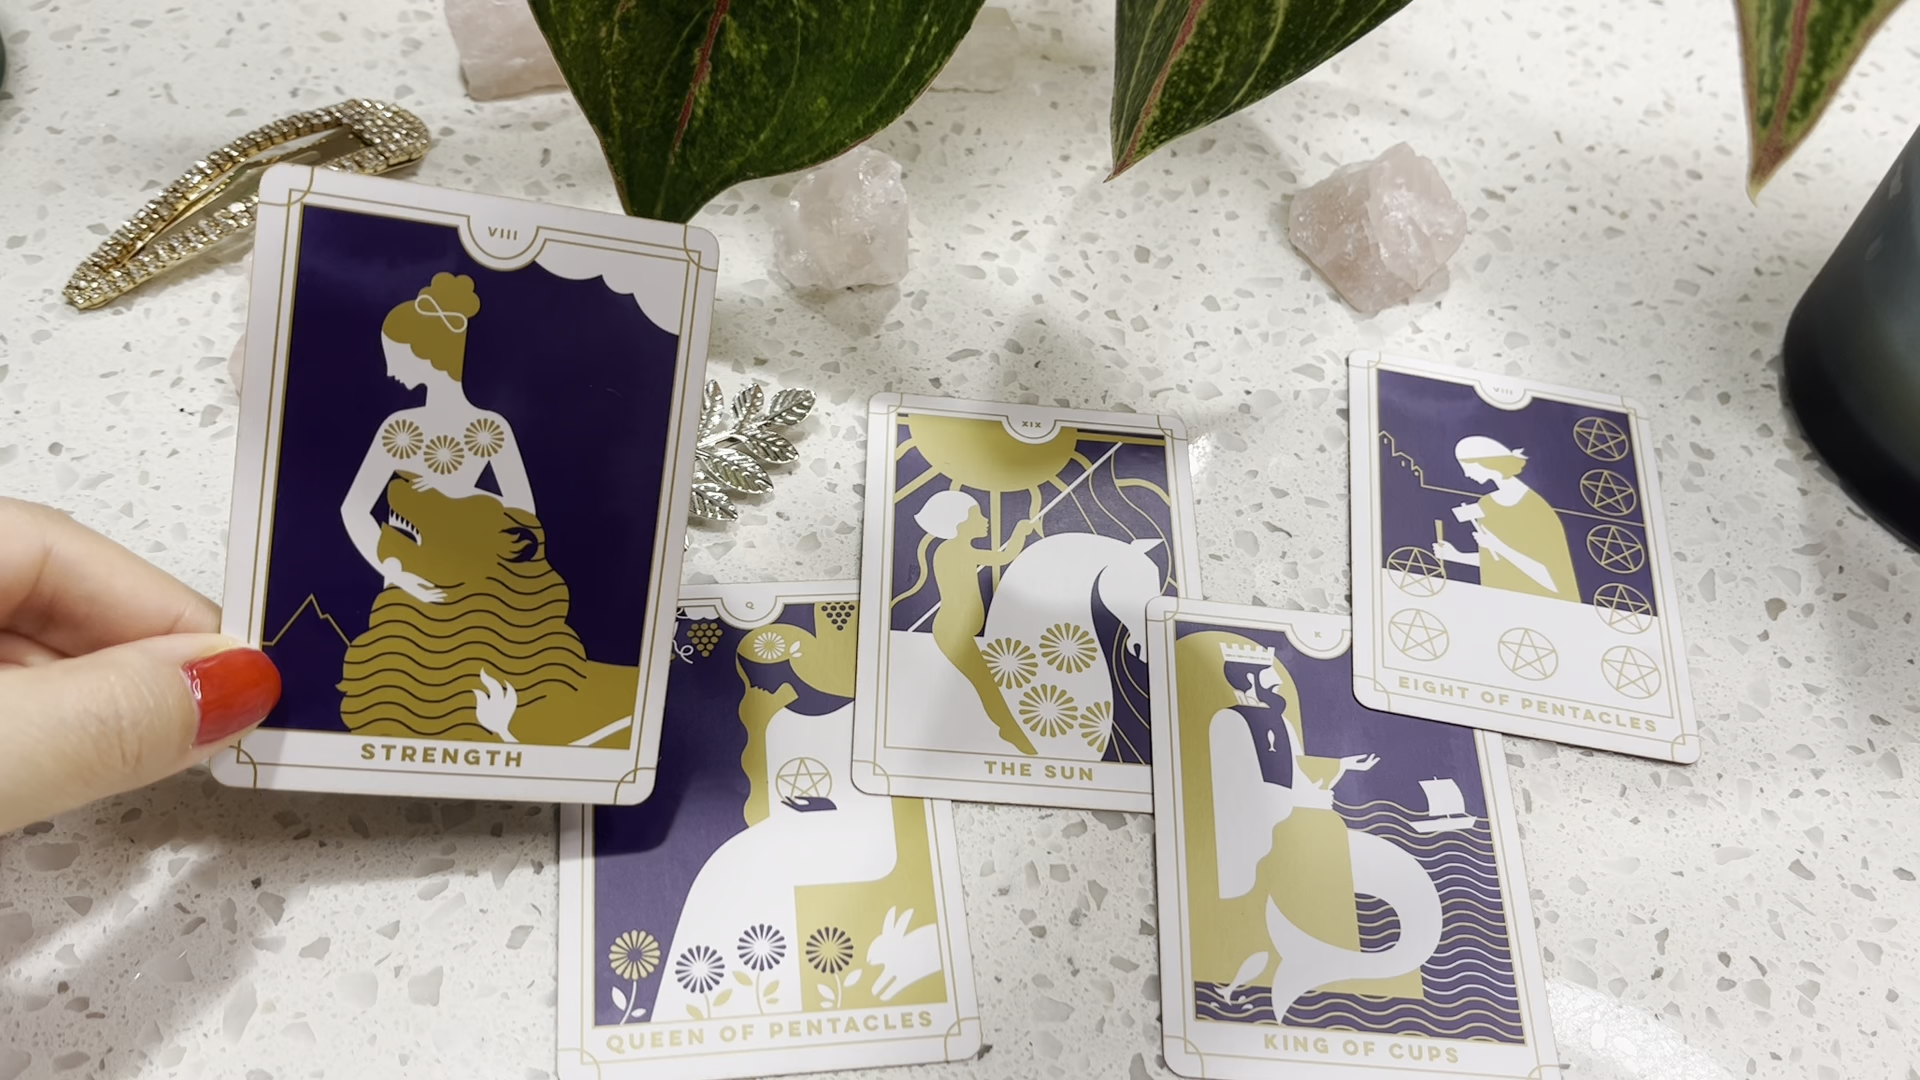 VIII
STRENGTH
Q
QUEEN OF PENTACLES
XIX
THE SUN
K
KING OF CUPS
VIII
EIGHT OF PENTACLES